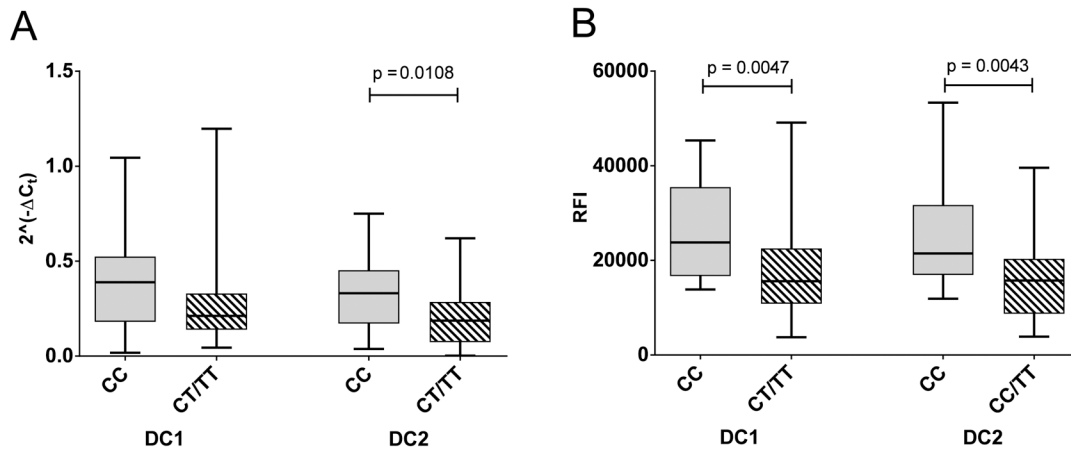 A
2^(-ΔCt)
1.5
1.0
0.5
0.0
p = 0.0108
CC
CT/TT
CC
CT/TT
DC1
DC2
B
RFI
60000
40000
20000
0
p = 0.0047
p = 0.0043
CC
CT/TT
CC
CC/TT
DC1
DC2